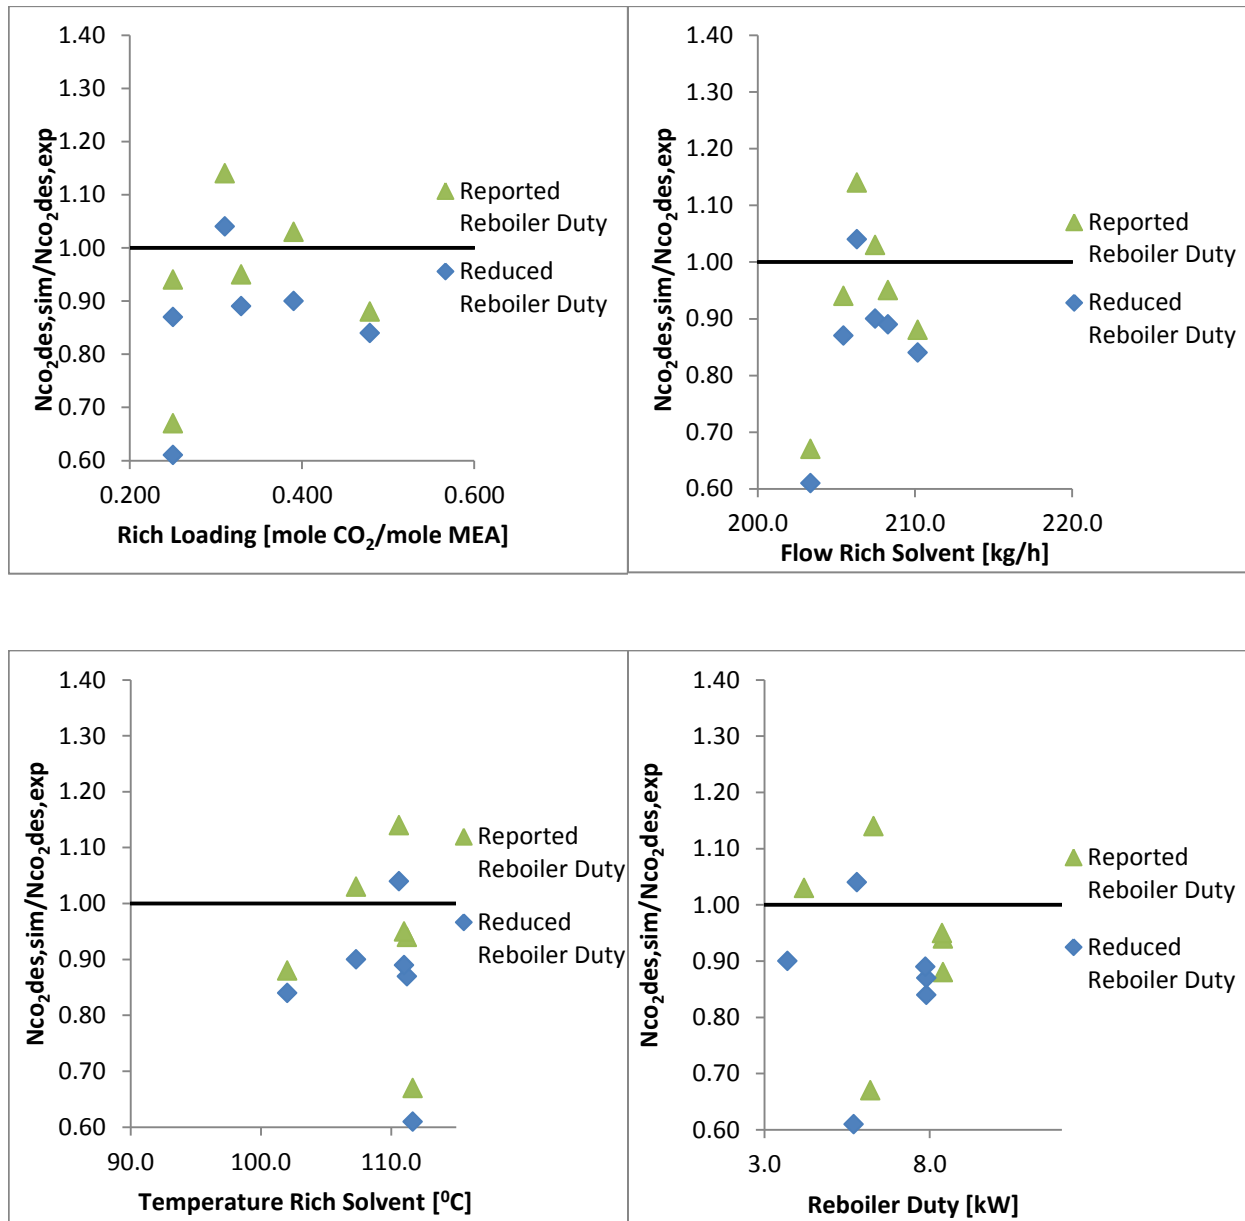 1.40
1.30
1.20
1.10
1.00
0.90
0.80
0.70
0.60
Nco₂des,sim/Nco₂des,exp
0.200
0.400
0.600
Rich Loading [mole CO₂/mole MEA]
Reported
Reboiler Duty
Reduced
Reboiler Duty
1.40
1.30
1.20
1.10
1.00
0.90
0.80
0.70
0.60
Nco₂des,sim/Nco₂des,exp
200.0
210.0
220.0
Flow Rich Solvent [kg/h]
Reported
Reboiler Duty
Reduced
Reboiler Duty
1.40
1.30
1.20
1.10
1.00
0.90
0.80
0.70
0.60
Nco₂des,sim/Nco₂des,exp
90.0
100.0
110.0
Temperature Rich Solvent [⁰C]
Reported
Reboiler Duty
Reduced
Reboiler Duty
1.40
1.30
1.20
1.10
1.00
0.90
0.80
0.70
0.60
Nco₂des,sim/Nco₂des,exp
3.0
8.0
Reboiler Duty [kW]
Reported
Reboiler Duty
Reduced
Reboiler Duty